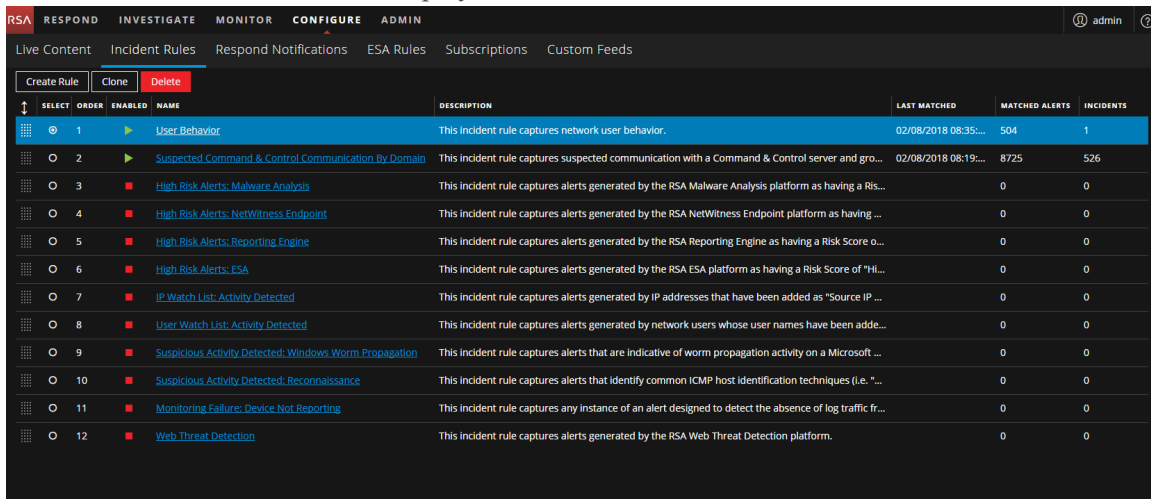 RSA RESPOND INVESTIGATE MONITOR CONFIGURE ADMIN admin
Live Content Incident Rules Respond Notifications ESA Rules Subscriptions Custom Feeds
Create Rule Clone Delete
SELECT ORDER ENABLED NAME DESCRIPTION LAST MATCHED MATCHED ALERTS INCIDENTS
1 User Behavior This incident rule captures network user behavior. 02/08/2018 08:35:... 504 1
2 Suspected Command & Control Communication By Domain This incident rule captures suspected communication with a Command & Control server and gro... 02/08/2018 08:19:... 8725 526
3 High Risk Alerts: Malware Analysis This incident rule captures alerts generated by the RSA Malware Analysis platform as having a Ris... 0 0
4 High Risk Alerts: NetWitness Endpoint This incident rule captures alerts generated by the RSA NetWitness Endpoint platform as having ... 0 0
5 High Risk Alerts: Reporting Engine This incident rule captures alerts generated by the RSA Reporting Engine as having a Risk Score o... 0 0
6 High Risk Alerts: ESA This incident rule captures alerts generated by the RSA ESA platform as having a Risk Score of "Hi... 0 0
7 IP Watch List: Activity Detected This incident rule captures alerts generated by IP addresses that have been added as "Source IP ... 0 0
8 User Watch List: Activity Detected This incident rule captures alerts generated by network users whose user names have been adde... 0 0
9 Suspicious Activity Detected: Windows Worm Propagation This incident rule captures alerts that are indicative of worm propagation activity on a Microsoft ... 0 0
10 Suspicious Activity Detected: Reconnaissance This incident rule captures alerts that identify common ICMP host identification techniques (i.e. "... 0 0
11 Monitoring Failure: Device Not Reporting This incident rule captures any instance of an alert designed to detect the absence of log traffic fr... 0 0
12 Web Threat Detection This incident rule captures alerts generated by the RSA Web Threat Detection platform. 0 0